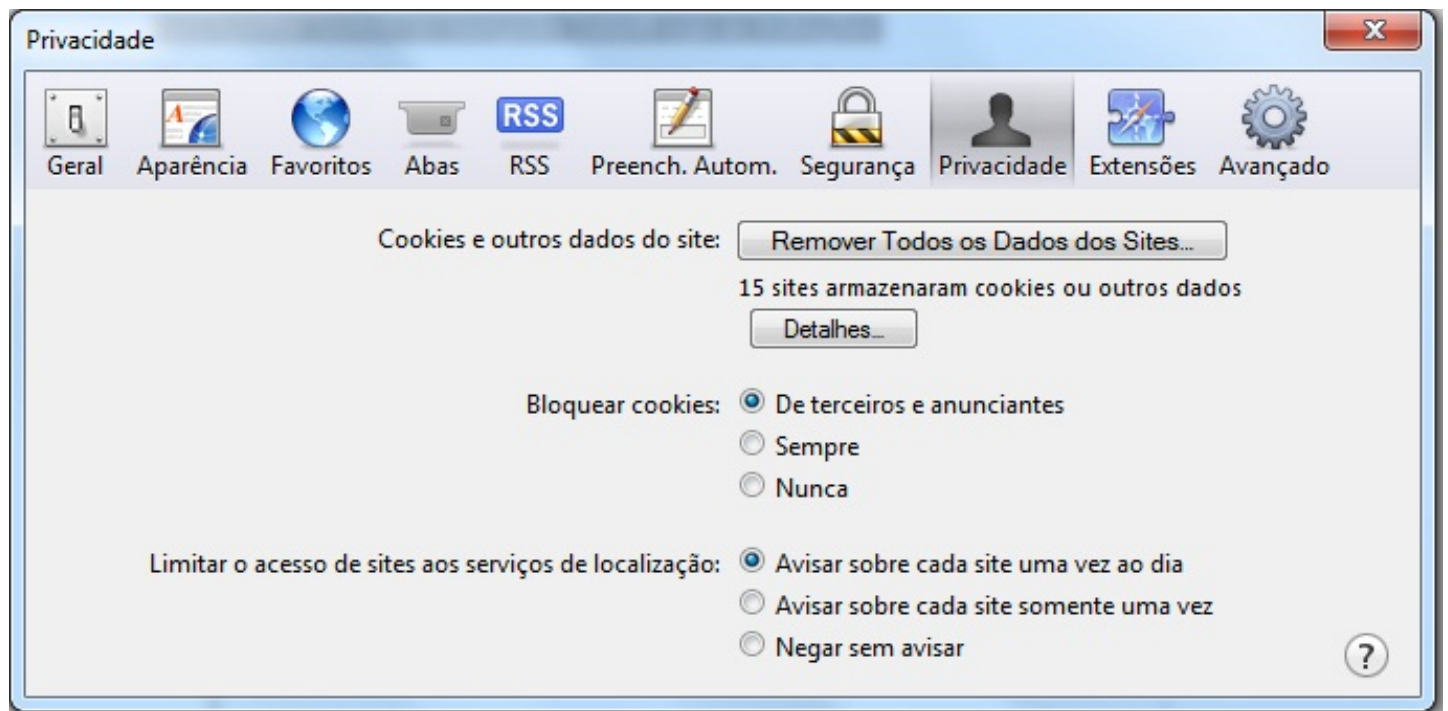 Privacidade
RSS
Geral Aparência Favoritos Abas RSS Preench. Autom. Segurança Privacidade Extensões Avançado
Cookies e outros dados do site: Remover Todos os Dados dos Sites...
15 sites armazenaram cookies ou outros dados
Detalhes...
Bloquear cookies: De terceiros e anunciantes
Sempre
Nunca
Limitar o acesso de sites aos serviços de localização: Avisar sobre cada site uma vez ao dia
Avisar sobre cada site somente uma vez
Negar sem avisar
?